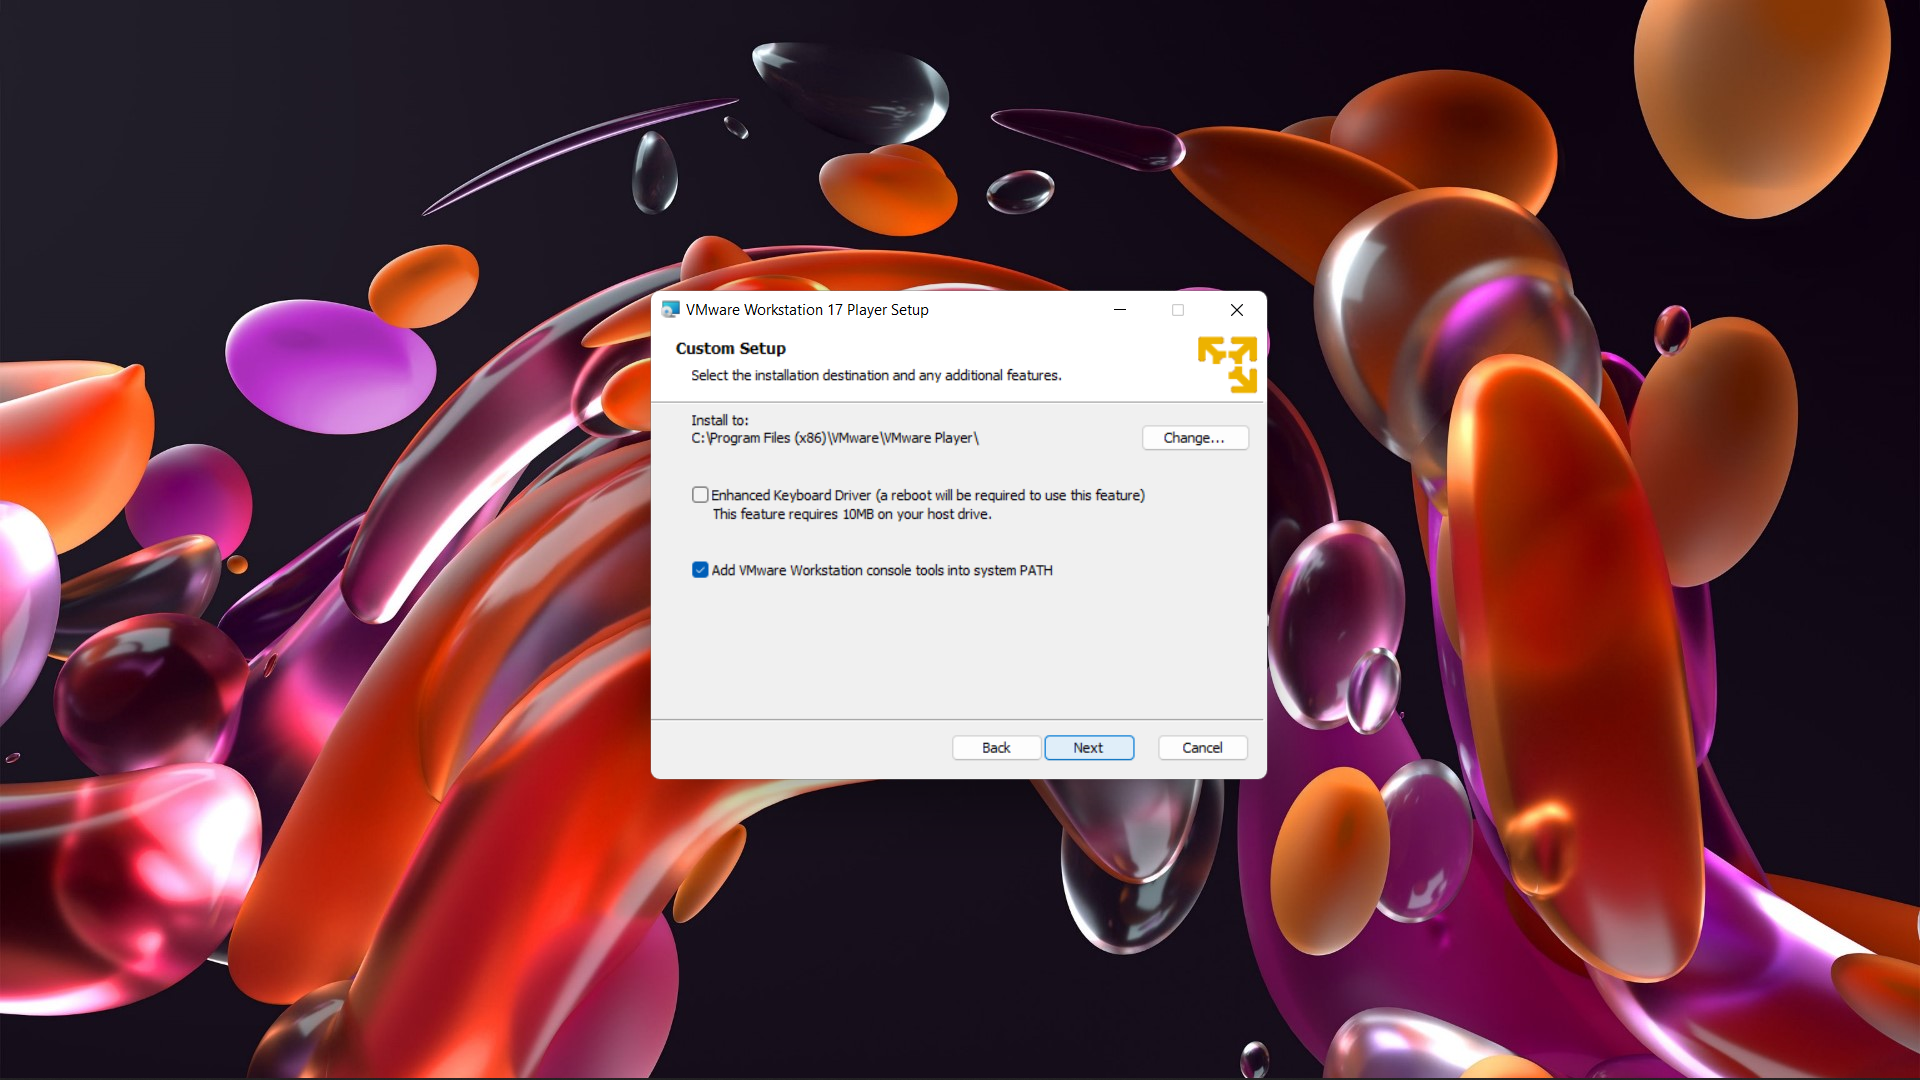 VMware Workstation 17 Player Setup
Custom Setup
Select the installation destination and any additional features.
Install to:
C:\Program Files (x86)\VMware\VMware Player\
Change...
Enhanced Keyboard Driver (a reboot will be required to use this feature)
This feature requires 10MB on your host drive.
Add VMware Workstation console tools into system PATH
Back
Next
Cancel